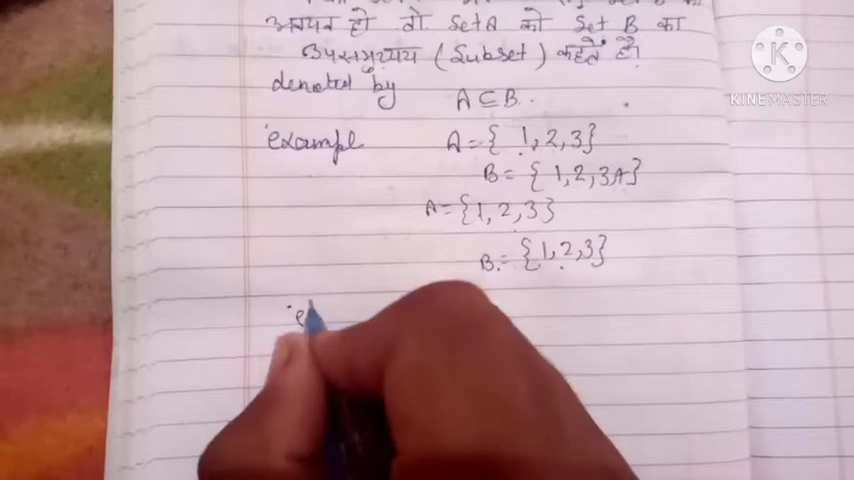 अवयव हो तो Set A को Set B का
उपसमुच्चय (Subset) कहते है।
denoted by A ⊆ B.
example A = { 1, 2, 3}
B = { 1, 2, 3,4}
A = {1, 2, 3}
B = {1, 2, 3}
e
KINEMASTER